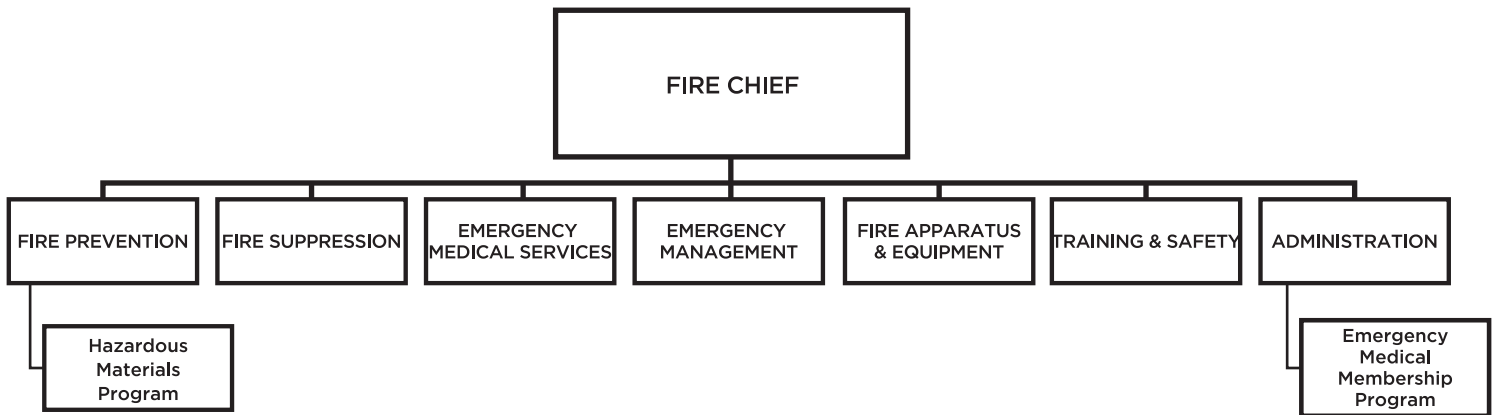 FIRE CHIEF
FIRE PREVENTION
FIRE SUPPRESSION
EMERGENCY
MEDICAL SERVICES
EMERGENCY
MANAGEMENT
FIRE APPARATUS
& EQUIPMENT
TRAINING & SAFETY
ADMINISTRATION
Hazardous
Materials
Program
Emergency
Medical
Membership
Program